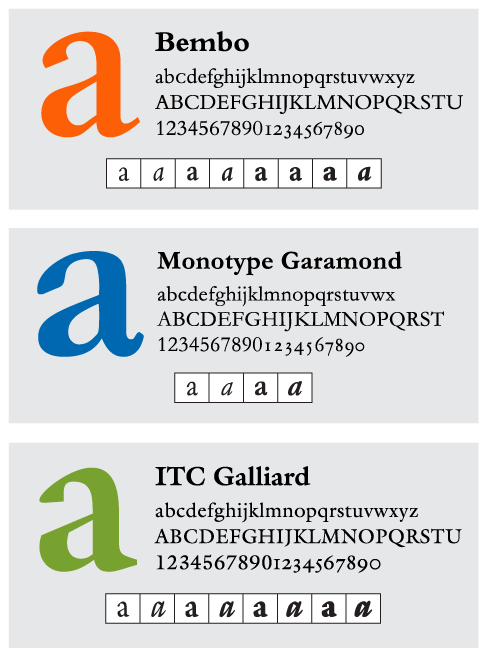 a
Bembo
abcdefghijklmnopqrstuvwxyz
ABCDEFGHIJKLMNOPQRSTU
12345678901234567890
a a a a a a a a
a
Monotype Garamond
abcdefghijklmnopqrstuvwx
ABCDEFGHIJKLMNOPQRST
12345678901234567890
a a a a
a
ITC Galliard
abcdefghijklmnopqrstuvwxyz
ABCDEFGHIJKLMNOPQRSTU
12345678901234567890
a a a a a a a a